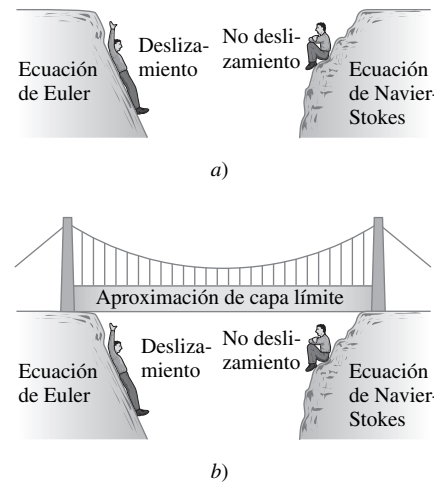 Ecuación
de Euler
Desliza-
miento
No desli-
zamiento
Ecuación
de Navier-
Stokes
a)
Aproximación de capa límite
Ecuación
de Euler
Desliza-
miento
No desli-
zamiento
Ecuación
de Navier-
Stokes
b)